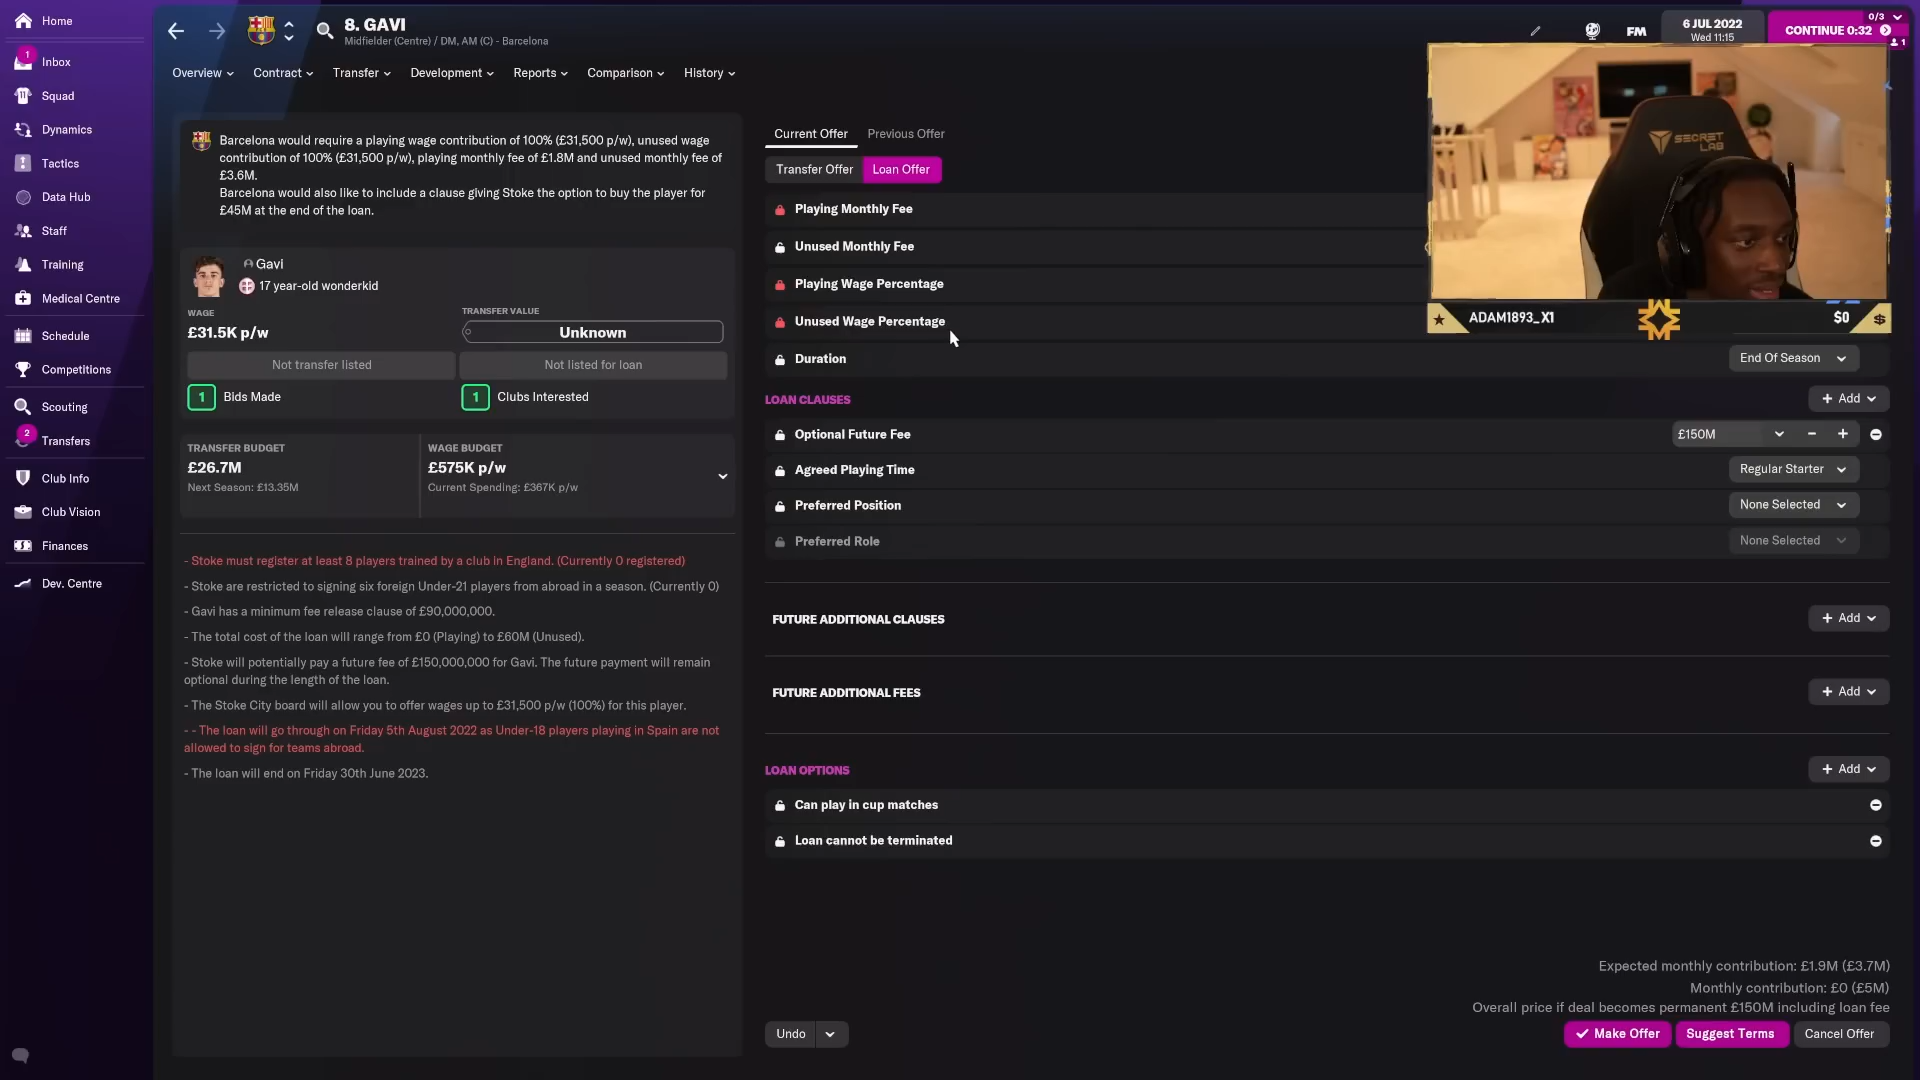 Home
Inbox
1
Squad
Dynamics
Tactics
Data Hub
Staff
Training
Medical Centre
Schedule
Competitions
Scouting
2
Transfers
Club Info
Club Vision
Finances
Dev. Centre
8. GAVI
Midfielder (Centre) / DM, AM (C) - Barcelona
FM
6 JUL 2022
Wed 11:15
0/3
CONTINUE 0:32
1
Overview
Contract
Transfer
Development
Reports
Comparison
History
Barcelona would require a playing wage contribution of 100% (£31,500 p/w), unused wage
contribution of 100% (£31,500 p/w), playing monthly fee of £1.8M and unused monthly fee of
£3.6M.
Barcelona would also like to include a clause giving Stoke the option to buy the player for
£45M at the end of the loan.
Gavi
17 year-old wonderkid
WAGE
£31.5K p/w
TRANSFER VALUE
Unknown
Not transfer listed
Not listed for loan
1 Bids Made
1 Clubs Interested
TRANSFER BUDGET
£26.7M
Next Season: £13.35M
WAGE BUDGET
£575K p/w
Current Spending: £367K p/w
- Stoke must register at least 8 players trained by a club in England. (Currently 0 registered)
- Stoke are restricted to signing six foreign Under-21 players from abroad in a season. (Currently 0)
- Gavi has a minimum fee release clause of £90,000,000.
- The total cost of the loan will range from £0 (Playing) to £60M (Unused).
- Stoke will potentially pay a future fee of £150,000,000 for Gavi. The future payment will remain
optional during the length of the loan.
- The Stoke City board will allow you to offer wages up to £31,500 p/w (100%) for this player.
- - The loan will go through on Friday 5th August 2022 as Under-18 players playing in Spain are not
allowed to sign for teams abroad.
- The loan will end on Friday 30th June 2023.
Current Offer
Previous Offer
Transfer Offer
Loan Offer
Playing Monthly Fee
Unused Monthly Fee
Playing Wage Percentage
Unused Wage Percentage
Duration
End Of Season
LOAN CLAUSES
+ Add
Optional Future Fee
£150M
Agreed Playing Time
Regular Starter
Preferred Position
None Selected
Preferred Role
None Selected
FUTURE ADDITIONAL CLAUSES
+ Add
FUTURE ADDITIONAL FEES
+ Add
LOAN OPTIONS
+ Add
Can play in cup matches
Loan cannot be terminated
Expected monthly contribution: £1.9M (£3.7M)
Monthly contribution: £0 (£5M)
Overall price if deal becomes permanent £150M including loan fee
Undo
Make Offer
Suggest Terms
Cancel Offer
SECRET
LAB
ADAM1893_X1
$0
$